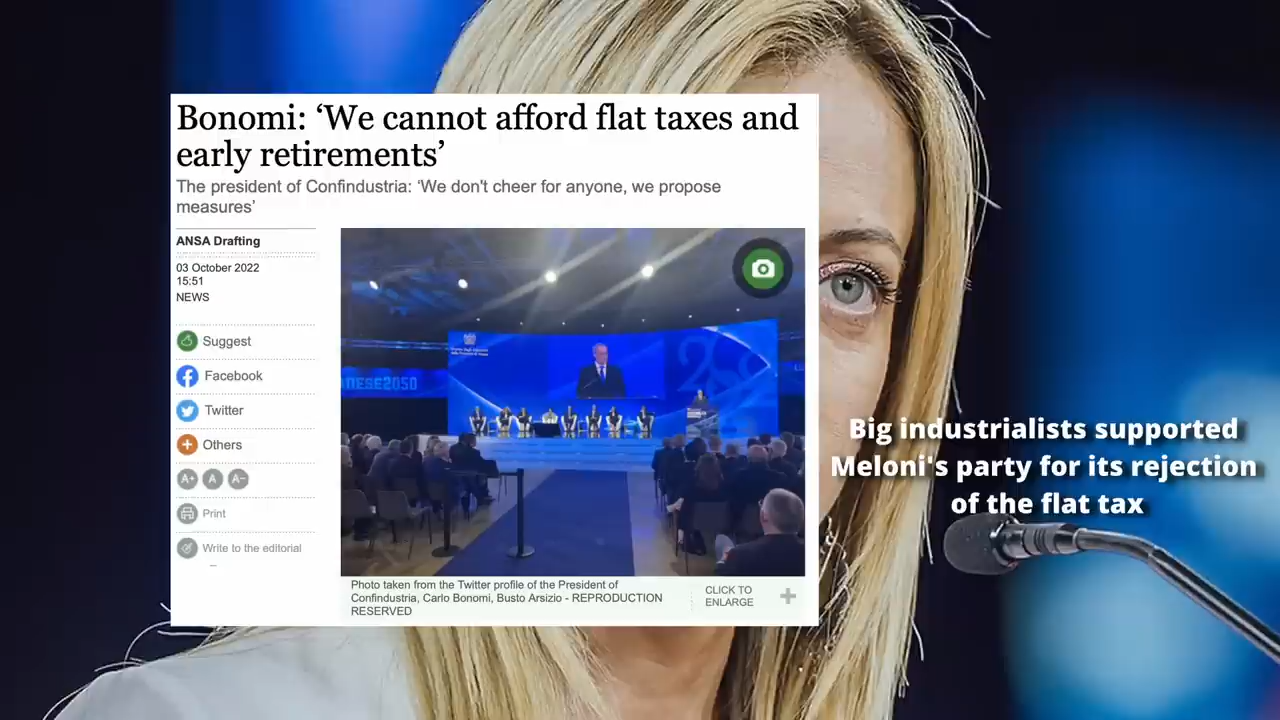 Bonomi: ‘We cannot afford flat taxes and
early retirements’
The president of Confindustria: ‘We don't cheer for anyone, we propose
measures’
ANSA Drafting
03 October 2022
15:51
NEWS
Suggest
Facebook
Twitter
Others
A+ A A-
Print
Write to the editorial
NESE2050
Photo taken from the Twitter profile of the President of
Confindustria, Carlo Bonomi, Busto Arsizio - REPRODUCTION
RESERVED
CLICK TO
ENLARGE
Big industrialists supported
Meloni's party for its rejection
of the flat tax